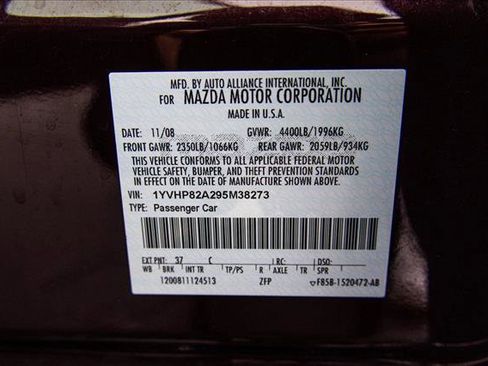 MFD. BY AUTO ALLIANCE INTERNATIONAL, INC.
FOR MAZDA MOTOR CORPORATION
MADE IN U.S.A.
DATE: 11/08 GVWR: 4400LB/1996KG
FRONT GAWR: 2350LB/1066KG REAR GAWR: 2059LB/934KG
THIS VEHICLE CONFORMS TO ALL APPLICABLE FEDERAL MOTOR
VEHICLE SAFETY, BUMPER, AND THEFT PREVENTION STANDARDS
IN EFFECT ON THE DATE OF MANUFACTURE SHOWN ABOVE.
VIN: 1YVHP82A295M38273
TYPE: Passenger Car
EXT PNT: 37 C RC: DSO:
WB BRK INT TR TP/PS R AXLE TR SPR
1200811124513 ZFP F85B-1520472-AB